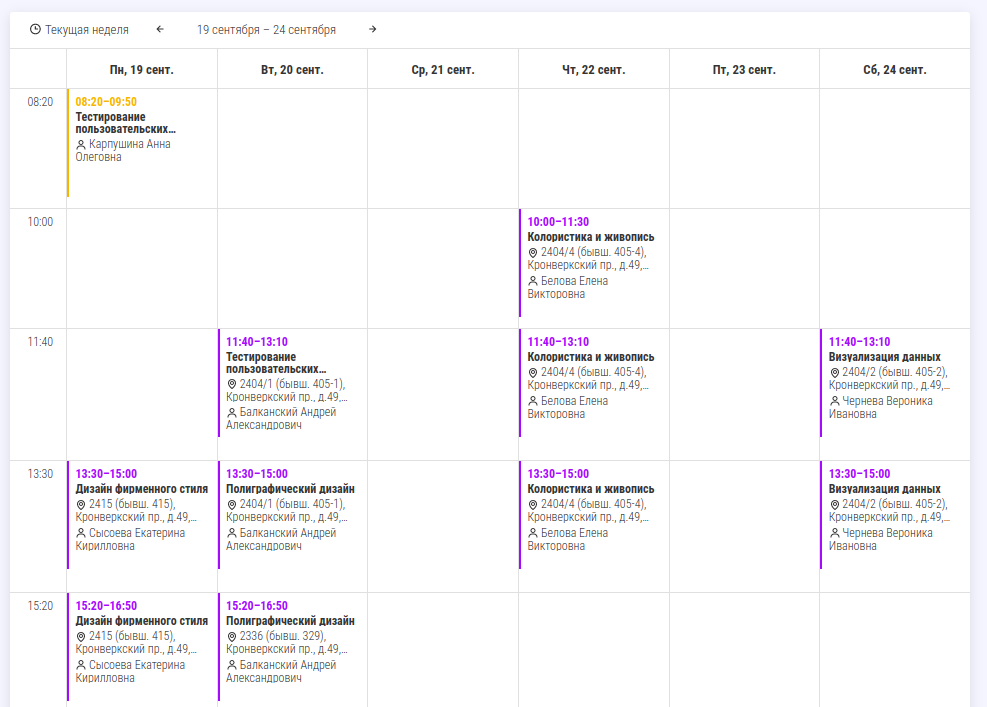 Текущая неделя
19 сентября – 24 сентября
Пн, 19 сент.
Вт, 20 сент.
Ср, 21 сент.
Чт, 22 сент.
Пт, 23 сент.
Сб, 24 сент.
08:20
08:20–09:50
Тестирование
пользовательских…
Карпушина Анна
Олеговна
10:00
10:00–11:30
Колористика и живопись
2404/4 (бывш. 405-4),
Кронверкский пр., д.49,…
Белова Елена
Викторовна
11:40
11:40–13:10
Тестирование
пользовательских…
2404/1 (бывш. 405-1),
Кронверкский пр., д.49,…
Балканский Андрей
Александрович
11:40–13:10
Колористика и живопись
2404/4 (бывш. 405-4),
Кронверкский пр., д.49,…
Белова Елена
Викторовна
11:40–13:10
Визуализация данных
2404/2 (бывш. 405-2),
Кронверкский пр., д.49,…
Чернева Вероника
Ивановна
13:30
13:30–15:00
Дизайн фирменного стиля
2415 (бывш. 415),
Кронверкский пр., д.49,…
Сысоева Екатерина
Кирилловна
13:30–15:00
Полиграфический дизайн
2404/1 (бывш. 405-1),
Кронверкский пр., д.49,…
Балканский Андрей
Александрович
13:30–15:00
Колористика и живопись
2404/4 (бывш. 405-4),
Кронверкский пр., д.49,…
Белова Елена
Викторовна
13:30–15:00
Визуализация данных
2404/2 (бывш. 405-2),
Кронверкский пр., д.49,…
Чернева Вероника
Ивановна
15:20
15:20–16:50
Дизайн фирменного стиля
2415 (бывш. 415),
Кронверкский пр., д.49,…
Сысоева Екатерина
Кирилловна
15:20–16:50
Полиграфический дизайн
2336 (бывш. 329),
Кронверкский пр., д.49,…
Балканский Андрей
Александрович